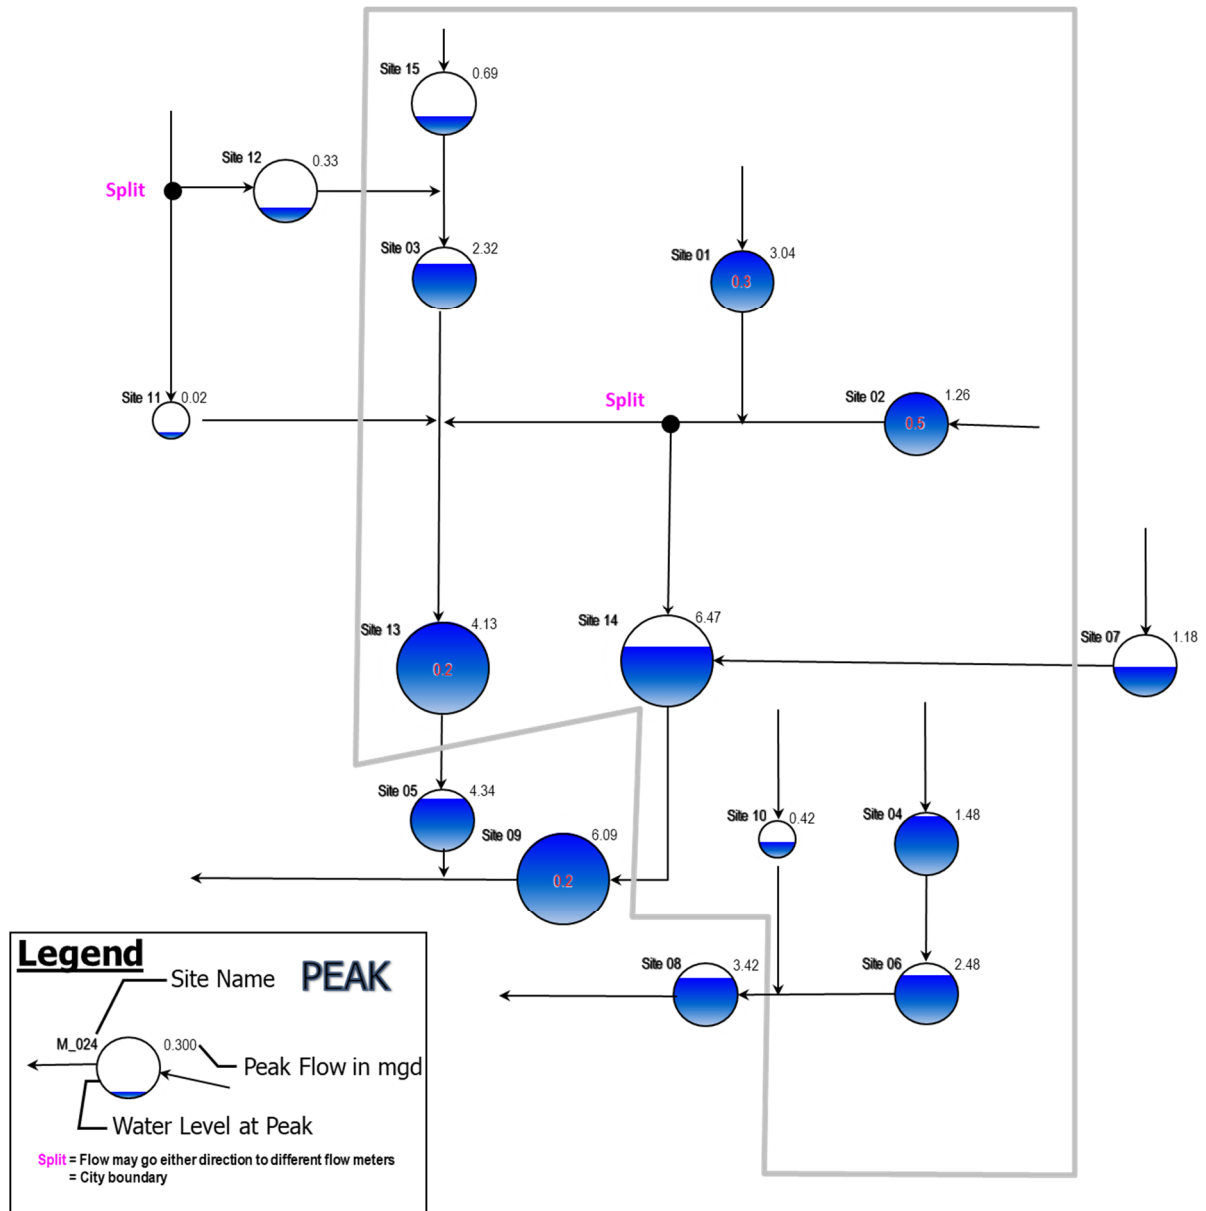 Site 15
0.69
Site 12
0.33
Split
Site 03
2.32
Site 01
3.04
0.3
Site 11
0.02
Split
Site 02
1.26
0.5
Site 13
4.13
0.2
Site 14
6.47
Site 07
1.18
Site 05
4.34
Site 09
6.09
0.2
Site 10
0.42
Site 04
1.48
Site 08
3.42
Site 06
2.48
Legend
Site Name
PEAK
M_024
0.300
Peak Flow in mgd
Water Level at Peak
Split = Flow may go either direction to different flow meters
= City boundary